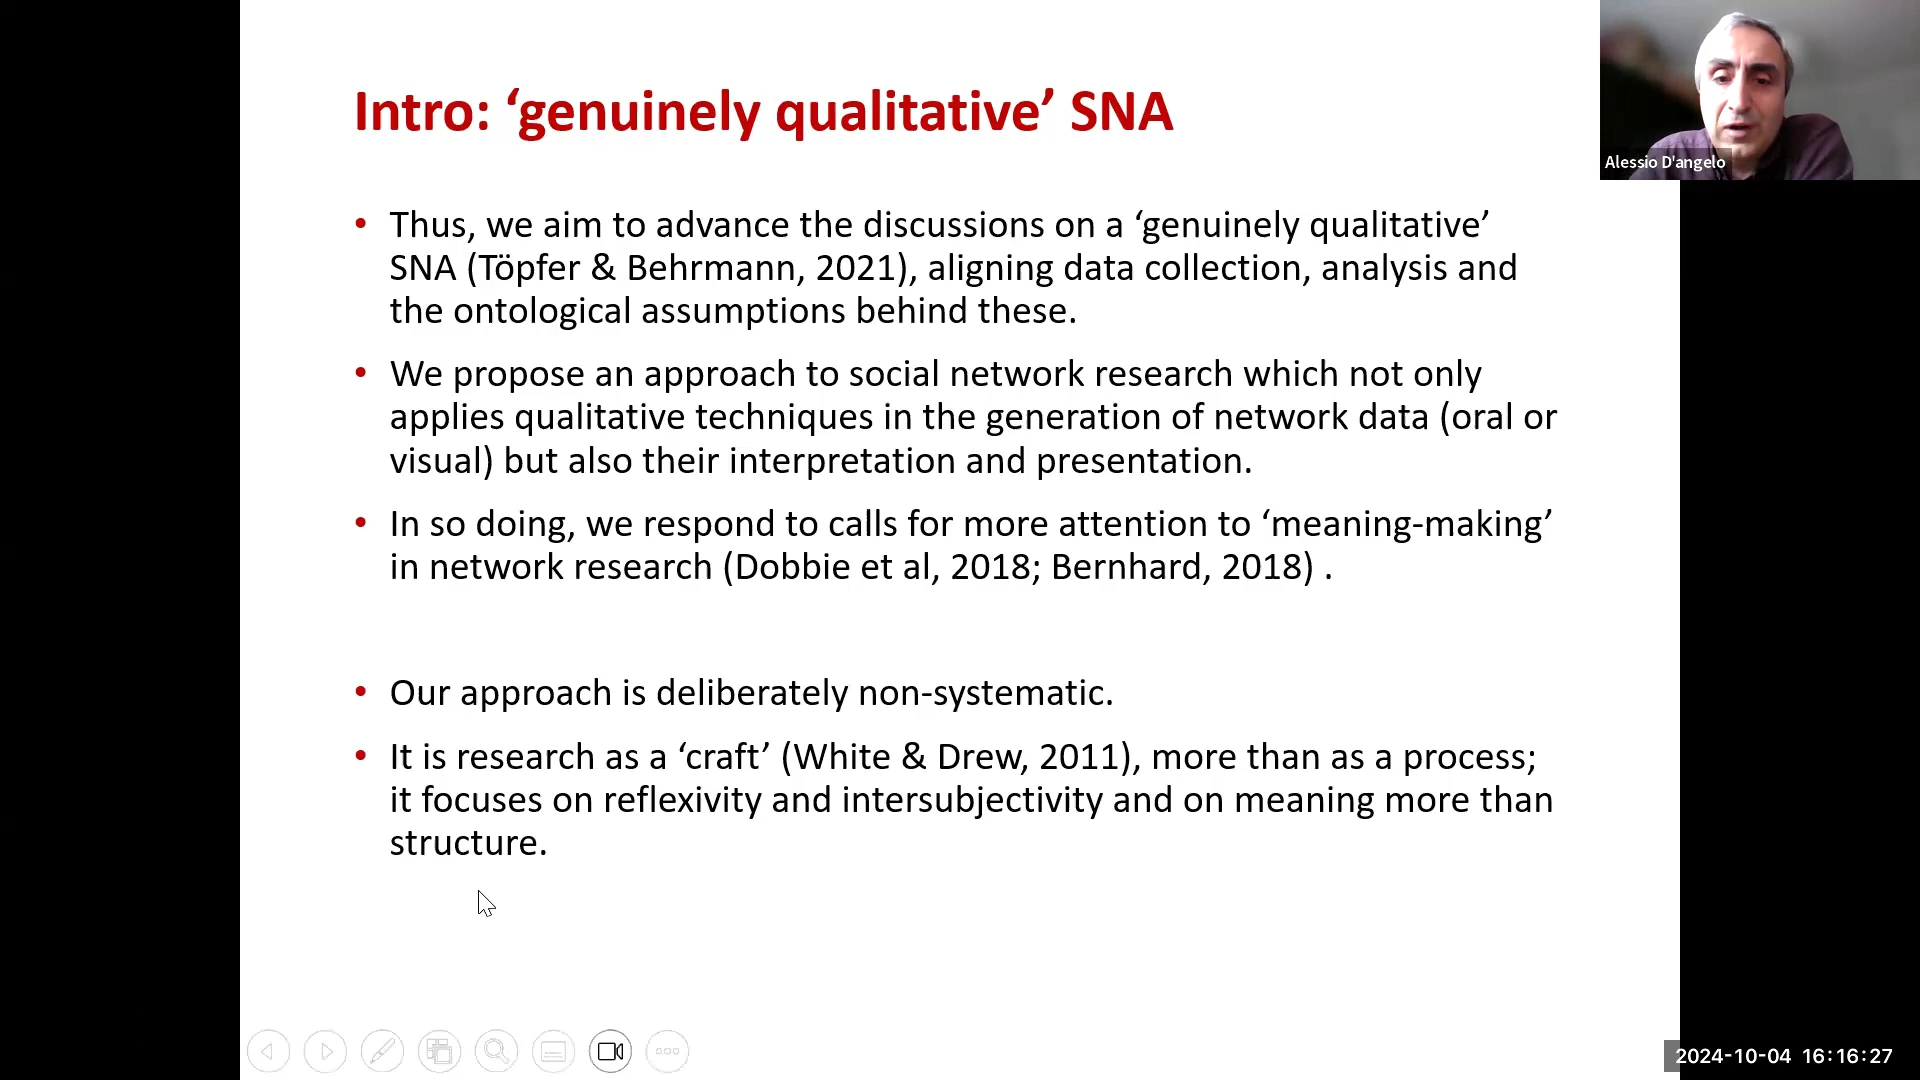 Intro: ‘genuinely qualitative’ SNA
Alessio D'angelo
• Thus, we aim to advance the discussions on a ‘genuinely qualitative’
SNA (Töpfer & Behrmann, 2021), aligning data collection, analysis and
the ontological assumptions behind these.
• We propose an approach to social network research which not only
applies qualitative techniques in the generation of network data (oral or
visual) but also their interpretation and presentation.
• In so doing, we respond to calls for more attention to ‘meaning-making’
in network research (Dobbie et al, 2018; Bernhard, 2018) .
• Our approach is deliberately non-systematic.
• It is research as a ‘craft’ (White & Drew, 2011), more than as a process;
it focuses on reflexivity and intersubjectivity and on meaning more than
structure.
2024-10-04 16:16:27